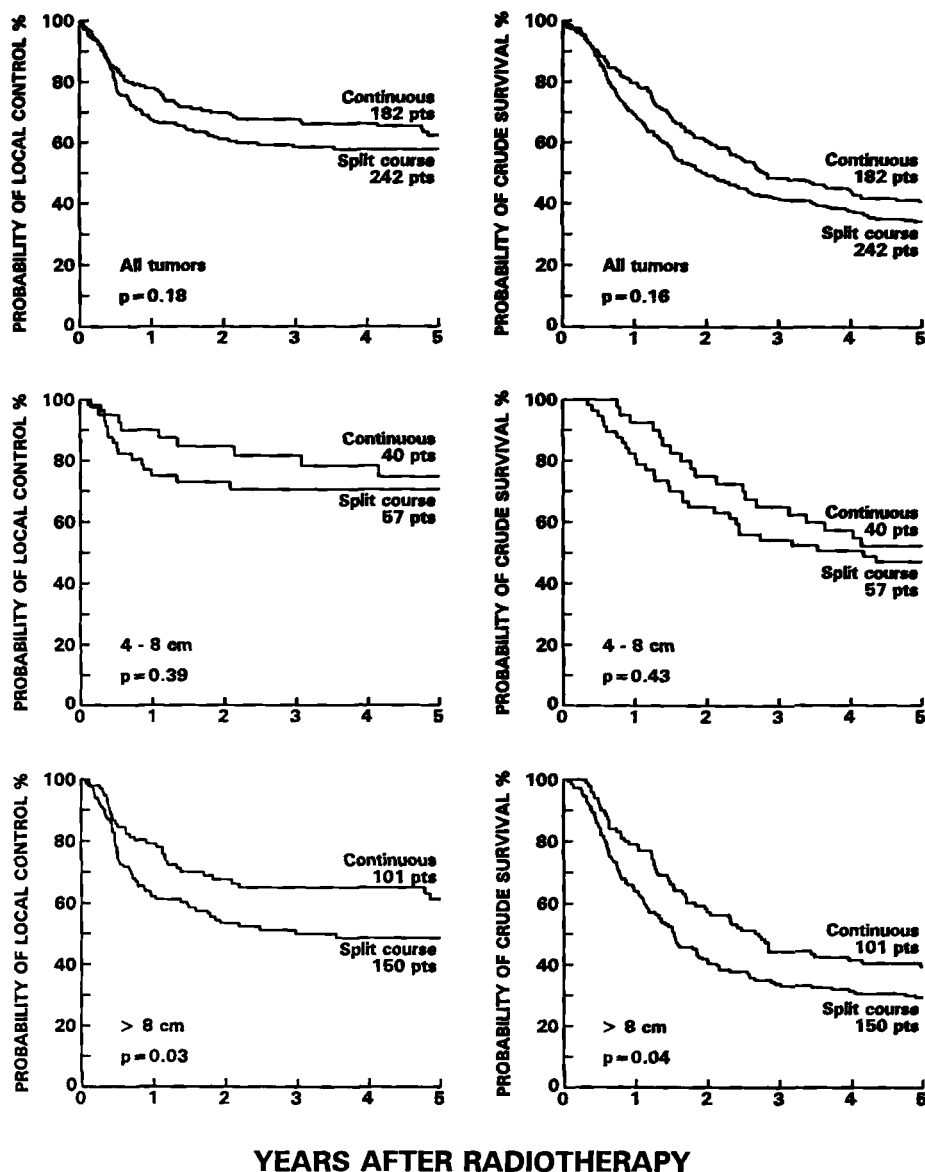 PROBABILITY OF LOCAL CONTROL %
100
80
60
40
20
0
0 1 2 3 4 5
Continuous
182 pts
Split course
242 pts
All tumors
p=0.18
PROBABILITY OF CRUDE SURVIVAL %
100
80
60
40
20
0
0 1 2 3 4 5
Continuous
182 pts
Split course
242 pts
All tumors
p=0.16
PROBABILITY OF LOCAL CONTROL %
100
80
60
40
20
0
0 1 2 3 4 5
Continuous
40 pts
Split course
57 pts
4 - 8 cm
p=0.39
PROBABILITY OF CRUDE SURVIVAL %
100
80
60
40
20
0
0 1 2 3 4 5
Continuous
40 pts
Split course
57 pts
4 - 8 cm
p=0.43
PROBABILITY OF LOCAL CONTROL %
100
80
60
40
20
0
0 1 2 3 4 5
Continuous
101 pts
Split course
150 pts
> 8 cm
p=0.03
PROBABILITY OF CRUDE SURVIVAL %
100
80
60
40
20
0
0 1 2 3 4 5
Continuous
101 pts
Split course
150 pts
> 8 cm
p=0.04
YEARS AFTER RADIOTHERAPY